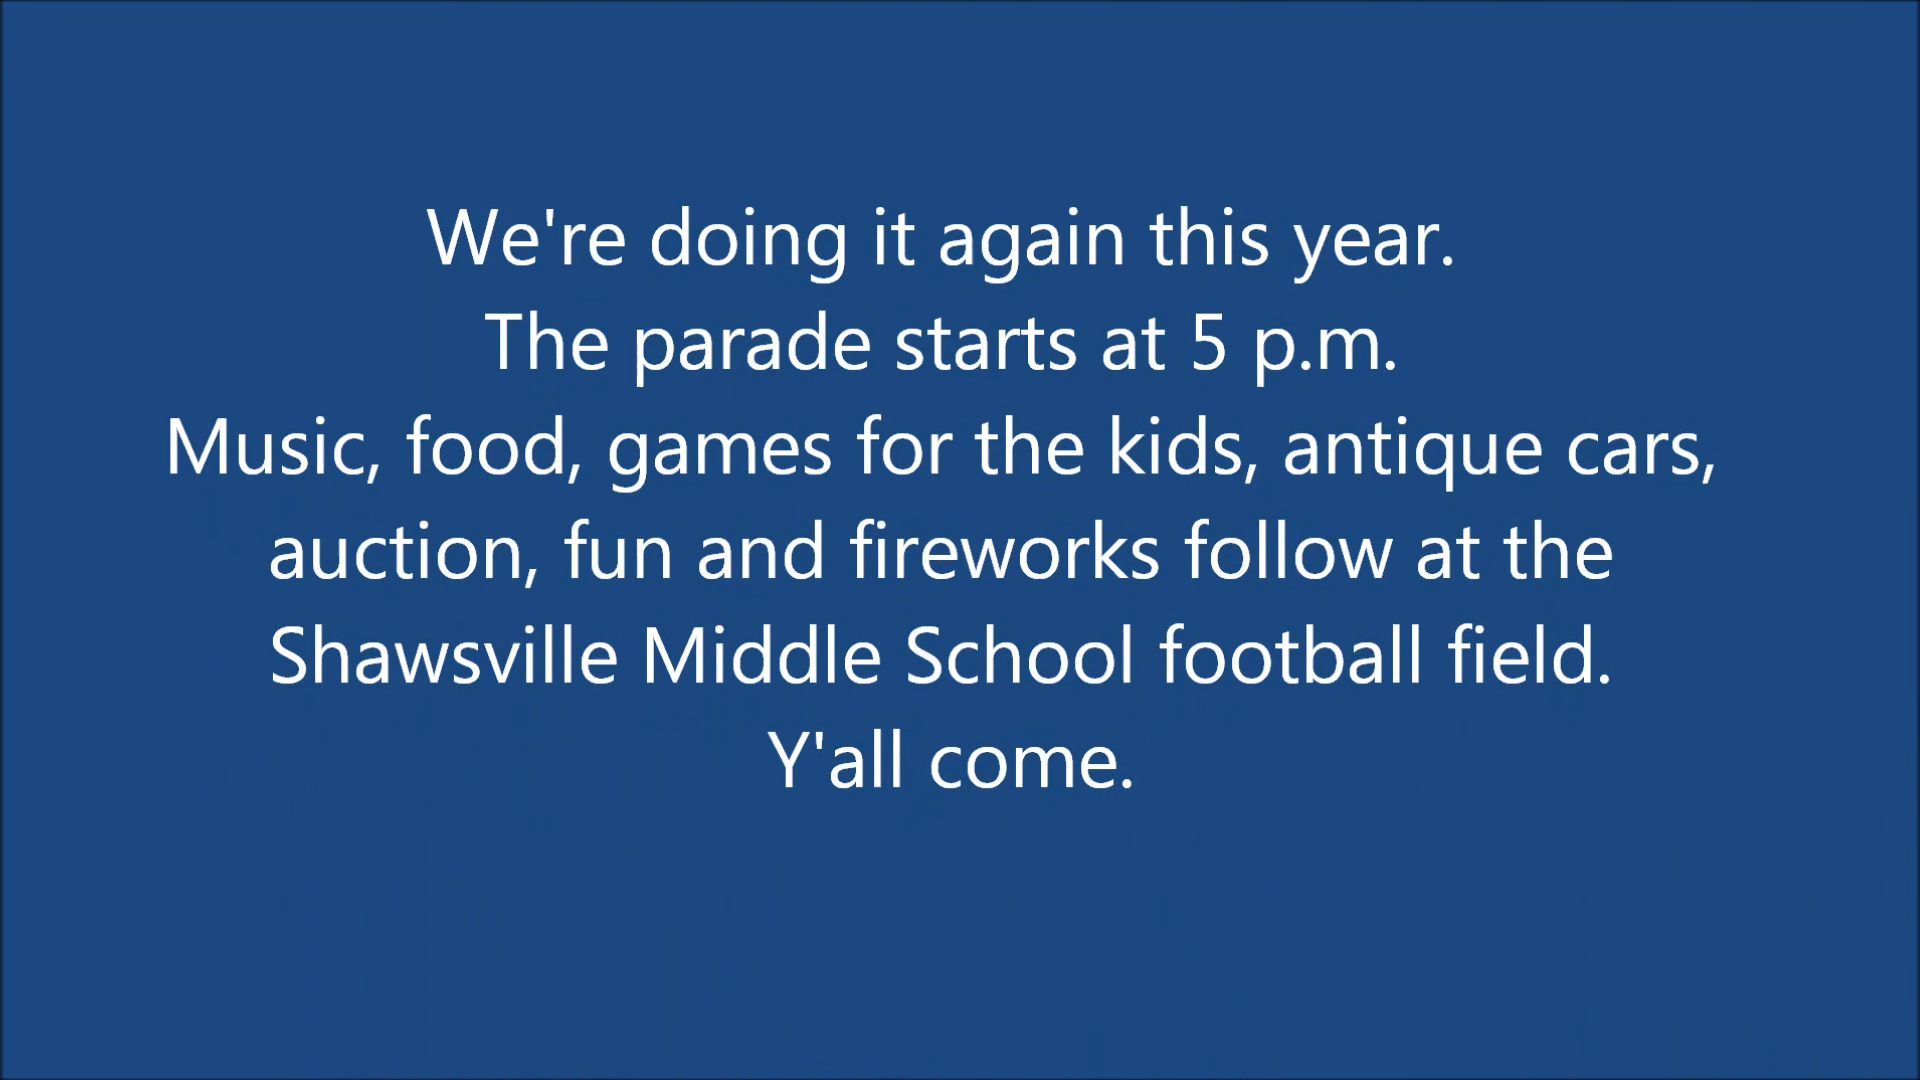 We're doing it again this year.
The parade starts at 5 p.m.
Music, food, games for the kids, antique cars,
auction, fun and fireworks follow at the
Shawsville Middle School football field.
Y'all come.